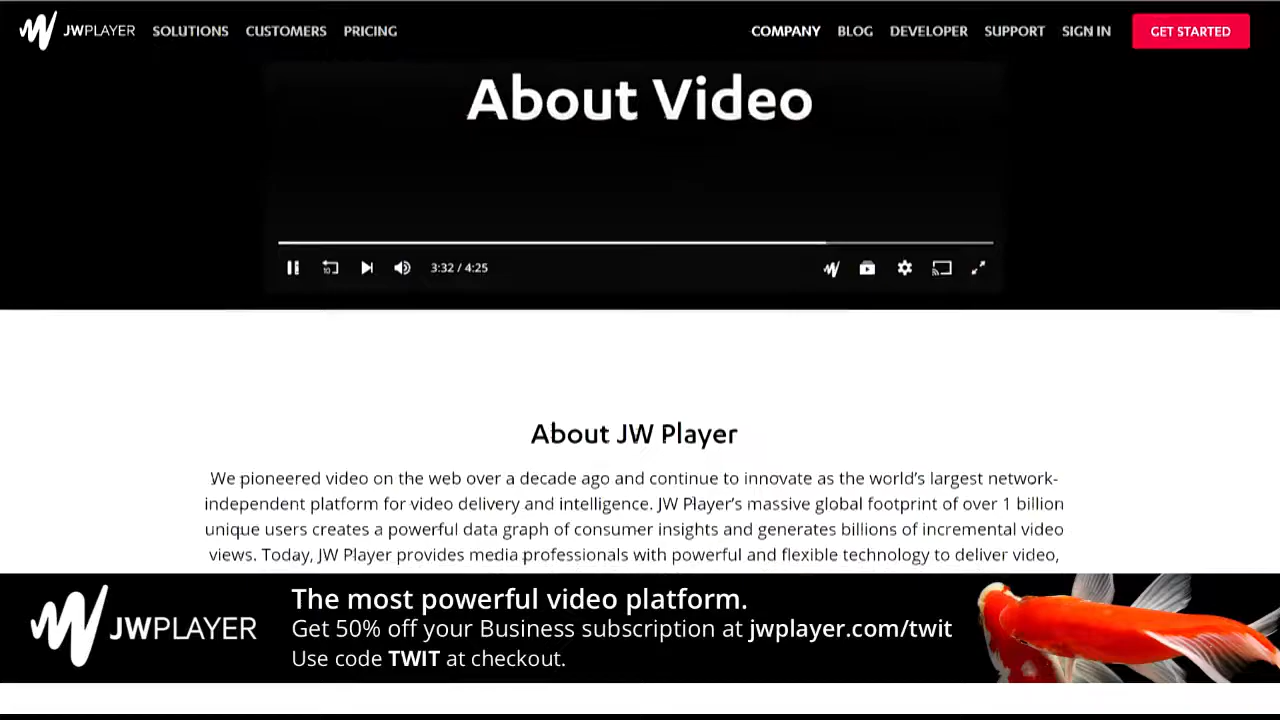 JWPLAYER SOLUTIONS CUSTOMERS PRICING COMPANY BLOG DEVELOPER SUPPORT SIGN IN GET STARTED
About Video
10 3:32 / 4:25
About JW Player
We pioneered video on the web over a decade ago and continue to innovate as the world’s largest network-
independent platform for video delivery and intelligence. JW Player’s massive global footprint of over 1 billion
unique users creates a powerful data graph of consumer insights and generates billions of incremental video
views. Today, JW Player provides media professionals with powerful and flexible technology to deliver video,
The most powerful video platform.
JWPLAYER Get 50% off your Business subscription at jwplayer.com/twit
Use code TWIT at checkout.